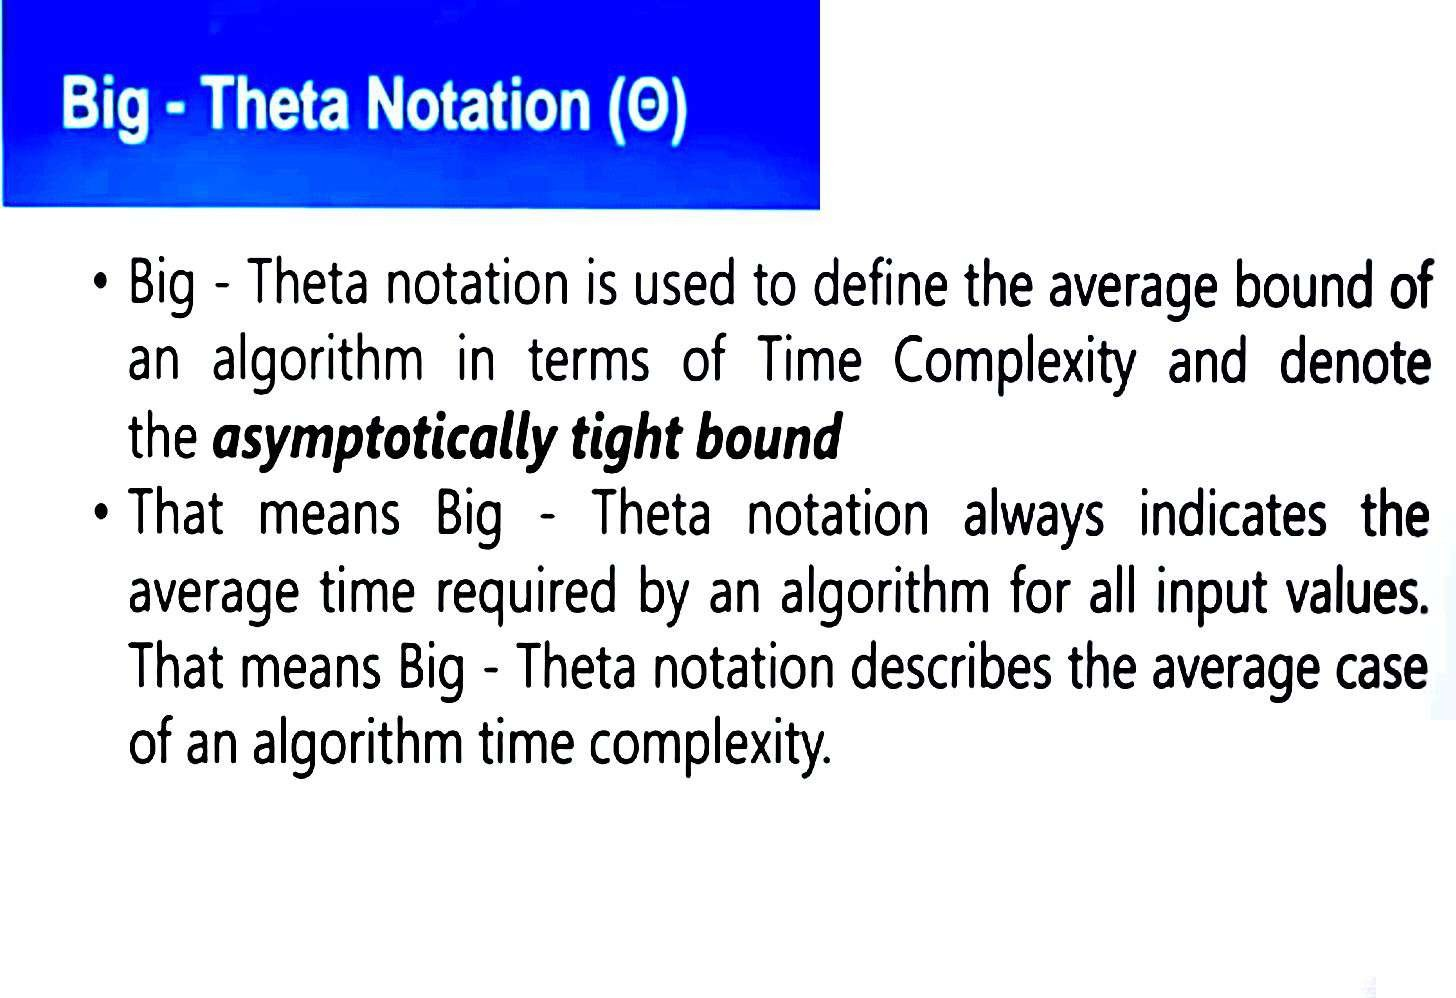 Big - Theta Notation (Θ)
• Big - Theta notation is used to define the average bound of
an algorithm in terms of Time Complexity and denote
the asymptotically tight bound
• That means Big - Theta notation always indicates the
average time required by an algorithm for all input values.
That means Big - Theta notation describes the average case
of an algorithm time complexity.